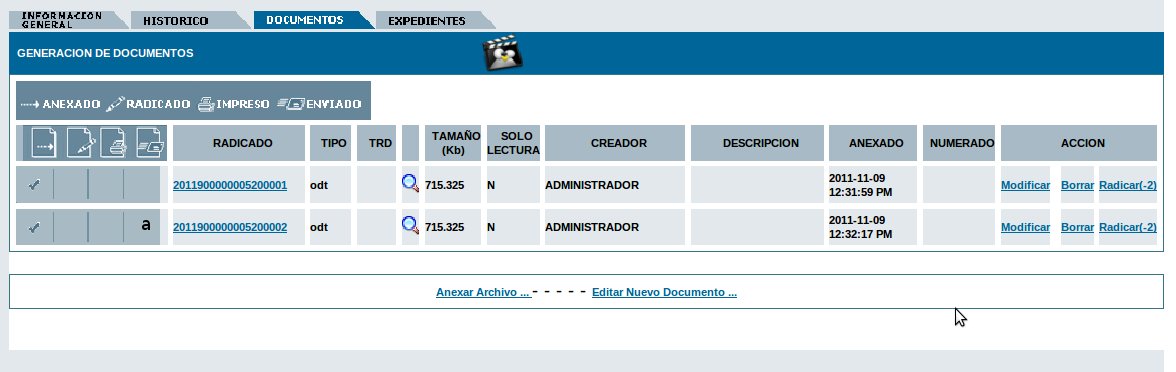 INFORMACION
GENERAL
HISTORICO
DOCUMENTOS
EXPEDIENTES
GENERACION DE DOCUMENTOS
ANEXADO RADICADO IMPRESO ENVIADO
RADICADO TIPO TRD TAMAÑO (Kb) SOLO LECTURA CREADOR DESCRIPCION ANEXADO NUMERADO ACCION
2011900000005200001 odt 715.325 N ADMINISTRADOR 2011-11-09 12:31:59 PM Modificar Borrar Radicar(-2)
a 2011900000005200002 odt 715.325 N ADMINISTRADOR 2011-11-09 12:32:17 PM Modificar Borrar Radicar(-2)
Anexar Archivo ... - - - - - Editar Nuevo Documento ...